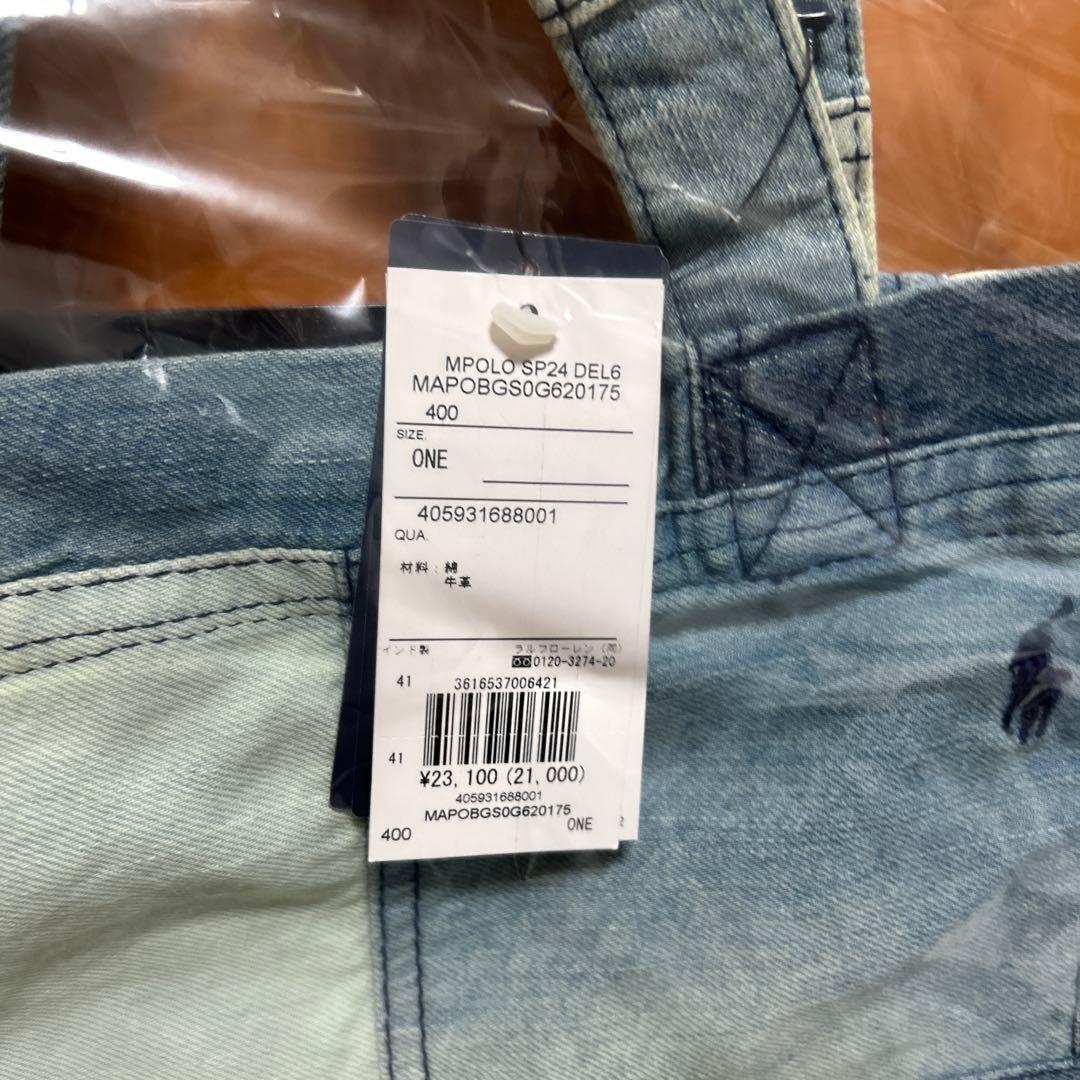 MPOLO SP24 DEL6
MAPOBGS0G620175
400
SIZE.
ONE
405931688001
QUA.
材料: 綿
牛革
インド製
ラルフローレン(同)
0120-3274-20
41
3616537006421
41
¥23,100(21,000)
405931688001
MAPOBGS0G620175
400
ONE